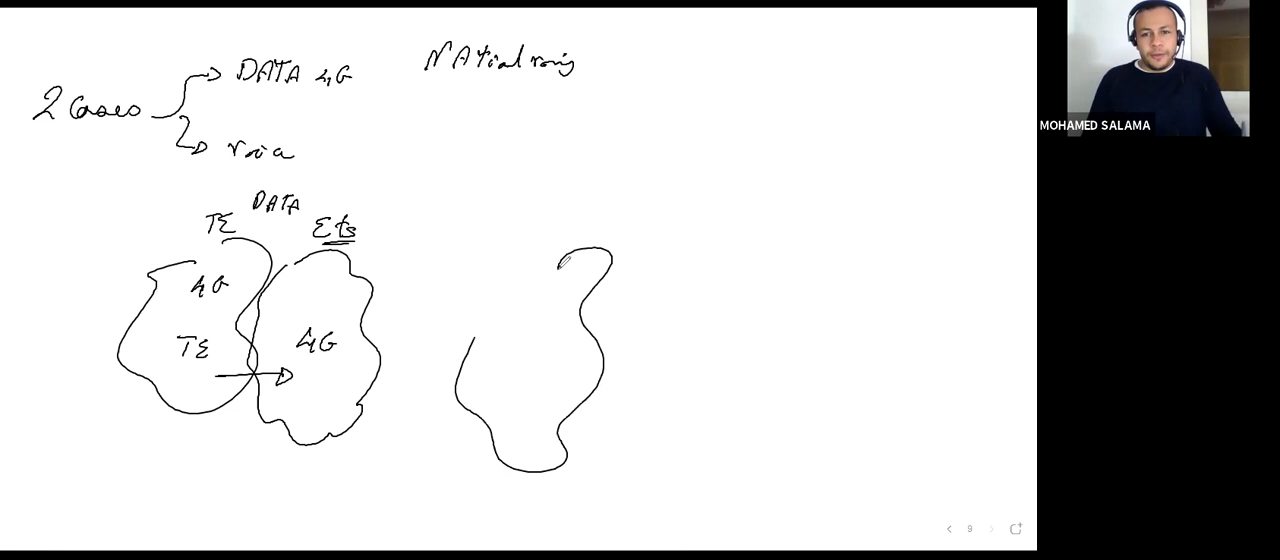 DATA 4G
NAtional roaming
2 Cases
voice
DATA
TE
Ets
4G
TE
4G
MOHAMED SALAMA
9